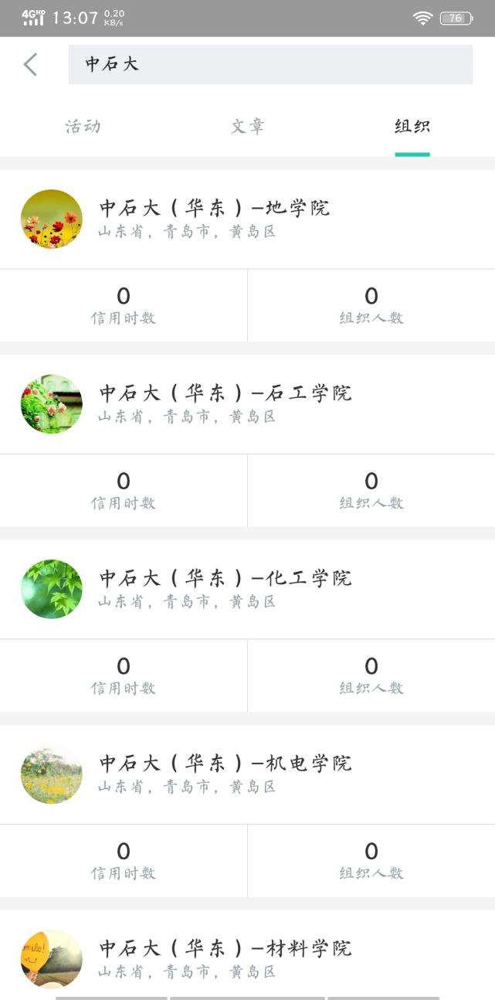 4G HD 13:07 0.20 KB/s 76
中石大
活动 文章 组织
中石大（华东）-地学院
山东省，青岛市，黄岛区
0 0
信用时数 组织人数
中石大（华东）-石工学院
山东省，青岛市，黄岛区
0 0
信用时数 组织人数
中石大（华东）-化工学院
山东省，青岛市，黄岛区
0 0
信用时数 组织人数
中石大（华东）-机电学院
山东省，青岛市，黄岛区
0 0
信用时数 组织人数
smile!
中石大（华东）-材料学院
山东省，青岛市，黄岛区